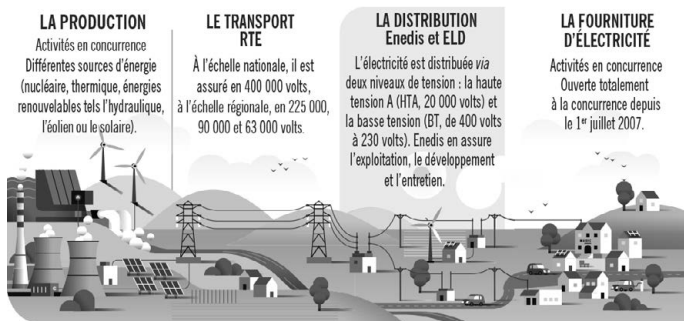 LA PRODUCTION
Activités en concurrence
Différentes sources d'énergie
(nucléaire, thermique, énergies
renouvelables tels l'hydraulique,
l'éolien ou le solaire).
LE TRANSPORT
RTE
À l'échelle nationale, il est
assuré en 400 000 volts,
à l'échelle régionale, en 225 000,
90 000 et 63 000 volts.
LA DISTRIBUTION
Enedis et ELD
L'électricité est distribuée via
deux niveaux de tension : la haute
tension A (HTA, 20 000 volts) et
la basse tension (BT, de 400 volts
à 230 volts). Enedis en assure
l'exploitation, le développement
et l'entretien.
LA FOURNITURE
D'ÉLECTRICITÉ
Activités en concurrence
Ouverte totalement
à la concurrence depuis
le 1er juillet 2007.